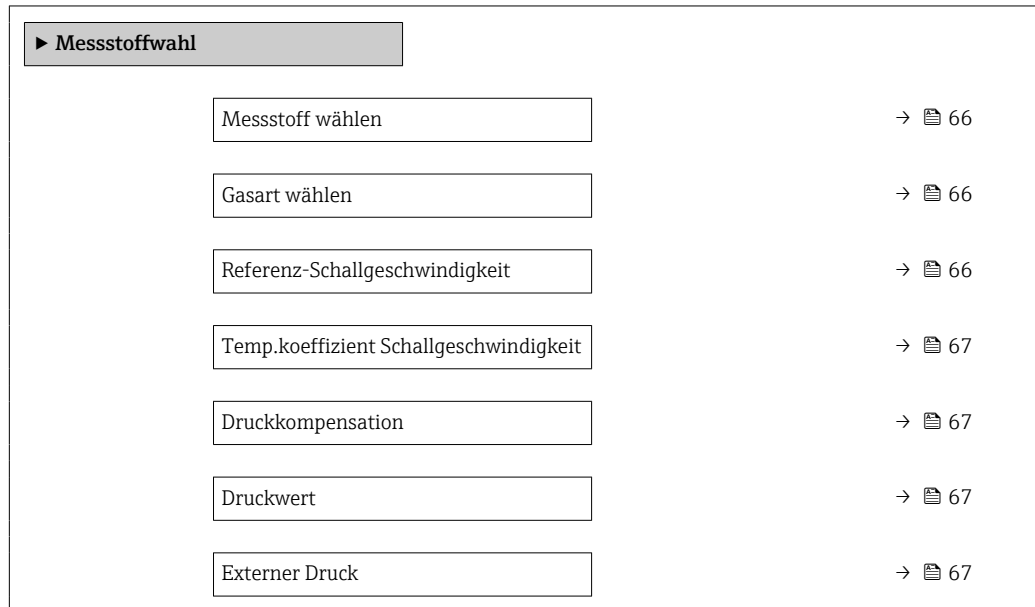 ▶ Messstoffwahl
Messstoff wählen → 66
Gasart wählen → 66
Referenz-Schallgeschwindigkeit → 66
Temp.koeffizient Schallgeschwindigkeit → 67
Druckkompensation → 67
Druckwert → 67
Externer Druck → 67